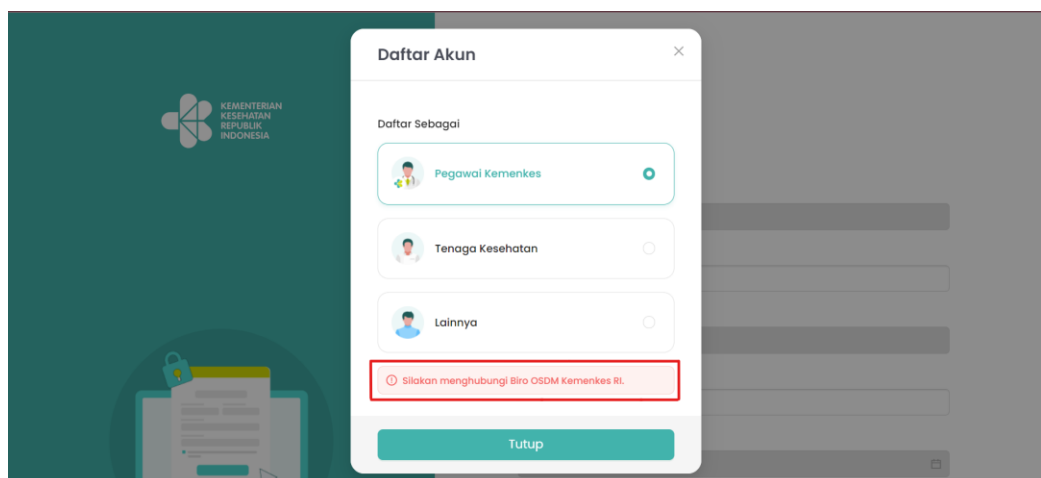 Daftar Akun
KEMENTERIAN
KESEHATAN
REPUBLIK
INDONESIA
Daftar Sebagai
Pegawai Kemenkes
Tenaga Kesehatan
Lainnya
Silakan menghubungi Biro OSDM Kemenkes RI.
Tutup